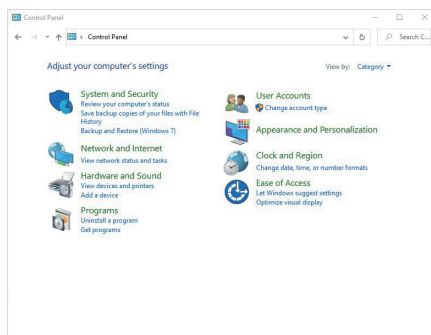 Control Panel
Control Panel
Search C...
Adjust your computer's settings
View by: Category
System and Security
Review your computer's status
Save backup copies of your files with File
History
Backup and Restore (Windows 7)
Network and Internet
View network status and tasks
Hardware and Sound
View devices and printers
Add a device
Programs
Uninstall a program
Get programs
User Accounts
Change account type
Appearance and Personalization
Clock and Region
Change date, time, or number formats
Ease of Access
Let Windows suggest settings
Optimize visual display